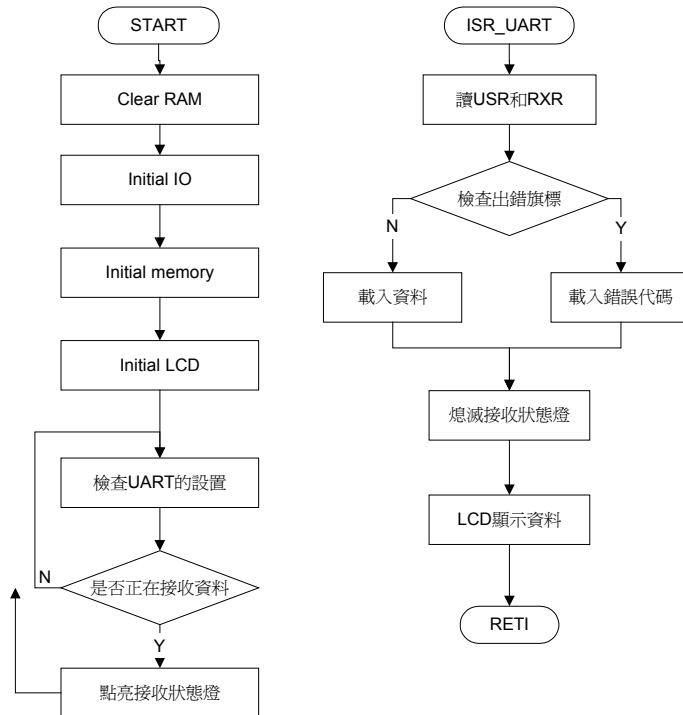 START
Clear RAM
Initial IO
Initial memory
Initial LCD
檢查UART的設置
是否正在接收資料
N
Y
點亮接收狀態燈
ISR_UART
讀USR和RXR
檢查出錯旗標
N
Y
載入資料
載入錯誤代碼
熄滅接收狀態燈
LCD顯示資料
RETI